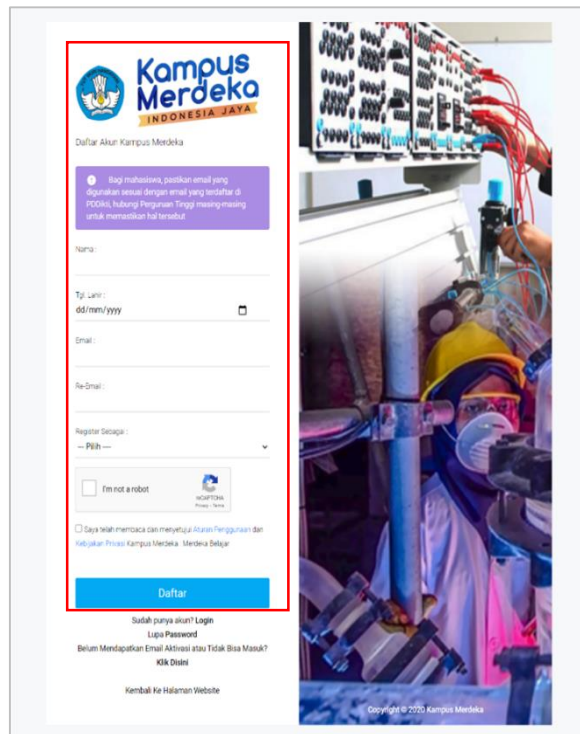 Kampus
Merdeka
INDONESIA JAYA
Daftar Akun Kampus Merdeka
Bagi mahasiswa, pastikan email yang
digunakan sesuai dengan email yang terdaftar di
PDDikti, hubungi Perguruan Tinggi masing-masing
untuk memastikan hal tersebut
Nama :
Tgl. Lahir :
dd/mm/yyyy
Email :
Re-Email :
Register Sebagai :
--- Pilih ---
I'm not a robot
reCAPTCHA
Privacy - Terms
Saya telah membaca dan menyetujui Aturan Penggunaan dan
Kebijakan Privasi Kampus Merdeka : Merdeka Belajar
Daftar
Sudah punya akun? Login
Lupa Password
Belum Mendapatkan Email Aktivasi atau Tidak Bisa Masuk?
Klik Disini
Kembali Ke Halaman Website
Copyright © 2020 Kampus Merdeka